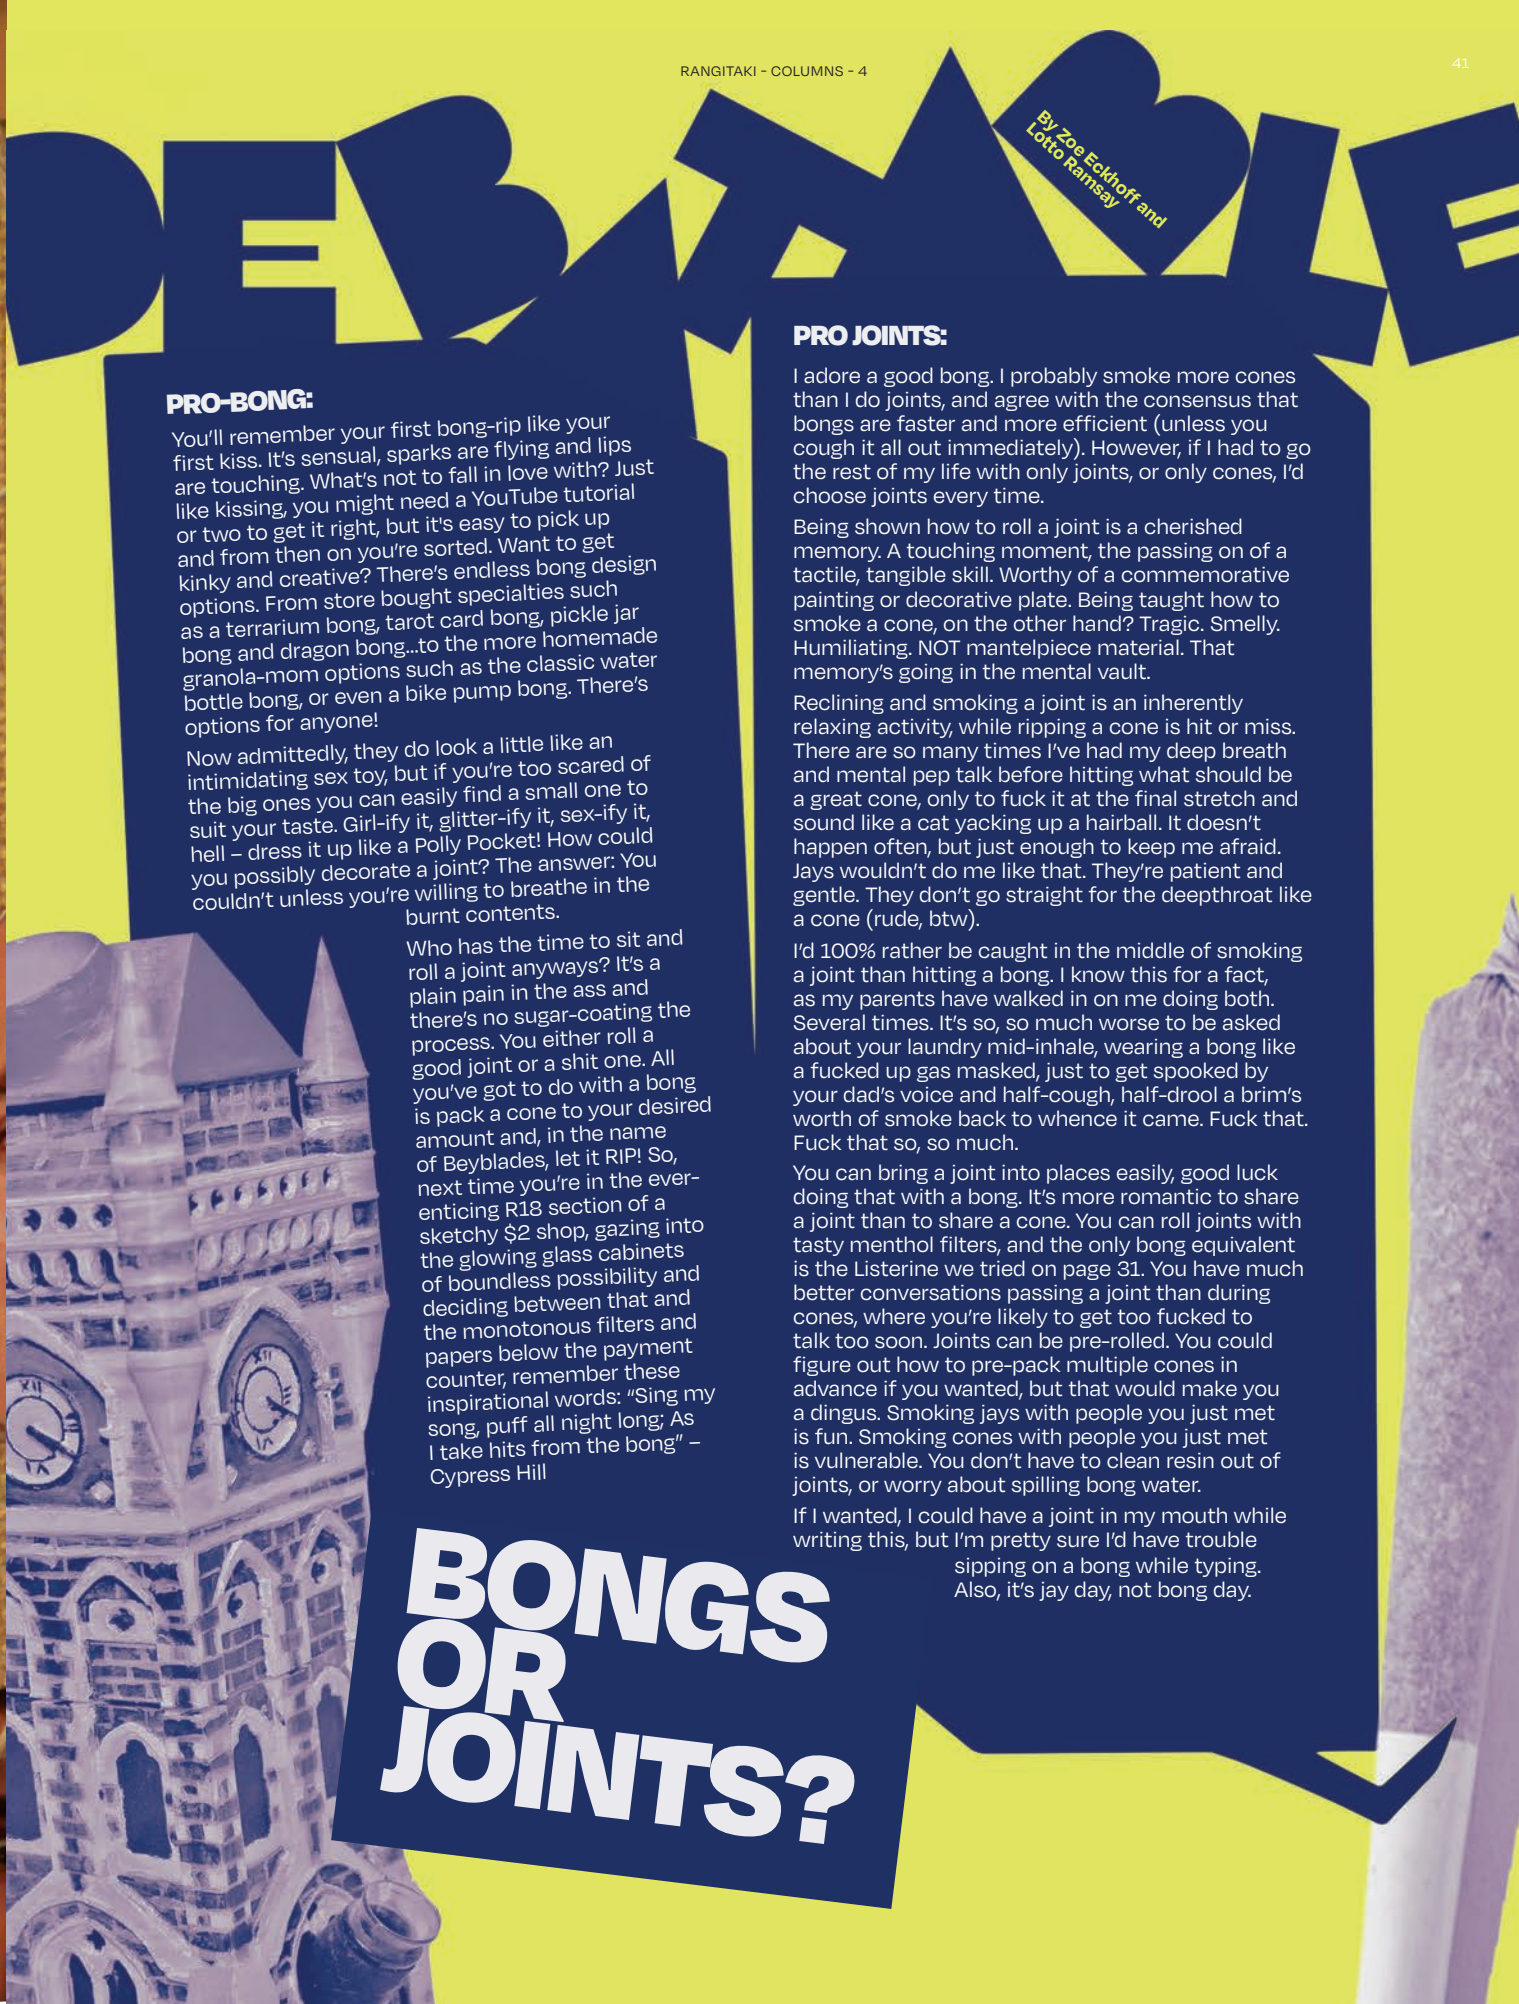 RANGITAKI - COLUMNS - 4
41
DEBATABLE
By Zoe Eckhoff and
Lotto Ramsay
PRO-BONG:
You'll remember your first bong-rip like your
first kiss. It's sensual, sparks are flying and lips
are touching. What's not to fall in love with? Just
like kissing, you might need a YouTube tutorial
or two to get it right, but it's easy to pick up
and from then on you're sorted. Want to get
kinky and creative? There's endless bong design
options. From store bought specialties such
as a terrarium bong, tarot card bong, pickle jar
bong and dragon bong...to the more homemade
granola-mom options such as the classic water
bottle bong, or even a bike pump bong. There's
options for anyone!
Now admittedly, they do look a little like an
intimidating sex toy, but if you're too scared of
the big ones you can easily find a small one to
suit your taste. Girl-ify it, glitter-ify it, sex-ify it,
hell – dress it up like a Polly Pocket! How could
you possibly decorate a joint? The answer: You
couldn't unless you're willing to breathe in the
burnt contents.
Who has the time to sit and
roll a joint anyways? It's a
plain pain in the ass and
there's no sugar-coating the
process. You either roll a
good joint or a shit one. All
you've got to do with a bong
is pack a cone to your desired
amount and, in the name
of Beyblades, let it RIP! So,
next time you're in the ever-
enticing R18 section of a
sketchy $2 shop, gazing into
the glowing glass cabinets
of boundless possibility and
deciding between that and
the monotonous filters and
papers below the payment
counter, remember these
inspirational words: "Sing my
song, puff all night long; As
I take hits from the bong" –
Cypress Hill
PRO JOINTS:
I adore a good bong. I probably smoke more cones
than I do joints, and agree with the consensus that
bongs are faster and more efficient (unless you
cough it all out immediately). However, if I had to go
the rest of my life with only joints, or only cones, I'd
choose joints every time.
Being shown how to roll a joint is a cherished
memory. A touching moment, the passing on of a
tactile, tangible skill. Worthy of a commemorative
painting or decorative plate. Being taught how to
smoke a cone, on the other hand? Tragic. Smelly.
Humiliating. NOT mantelpiece material. That
memory's going in the mental vault.
Reclining and smoking a joint is an inherently
relaxing activity, while ripping a cone is hit or miss.
There are so many times I've had my deep breath
and mental pep talk before hitting what should be
a great cone, only to fuck it at the final stretch and
sound like a cat yacking up a hairball. It doesn't
happen often, but just enough to keep me afraid.
Jays wouldn't do me like that. They're patient and
gentle. They don't go straight for the deepthroat like
a cone (rude, btw).
I'd 100% rather be caught in the middle of smoking
a joint than hitting a bong. I know this for a fact,
as my parents have walked in on me doing both.
Several times. It's so, so much worse to be asked
about your laundry mid-inhale, wearing a bong like
a fucked up gas masked, just to get spooked by
your dad's voice and half-cough, half-drool a brim's
worth of smoke back to whence it came. Fuck that.
Fuck that so, so much.
You can bring a joint into places easily, good luck
doing that with a bong. It's more romantic to share
a joint than to share a cone. You can roll joints with
tasty menthol filters, and the only bong equivalent
is the Listerine we tried on page 31. You have much
better conversations passing a joint than during
cones, where you're likely to get too fucked to
talk too soon. Joints can be pre-rolled. You could
figure out how to pre-pack multiple cones in
advance if you wanted, but that would make you
a dingus. Smoking jays with people you just met
is fun. Smoking cones with people you just met
is vulnerable. You don't have to clean resin out of
joints, or worry about spilling bong water.
If I wanted, I could have a joint in my mouth while
writing this, but I'm pretty sure I'd have trouble
sipping on a bong while typing.
Also, it's jay day, not bong day.
BONGS
OR
JOINTS?